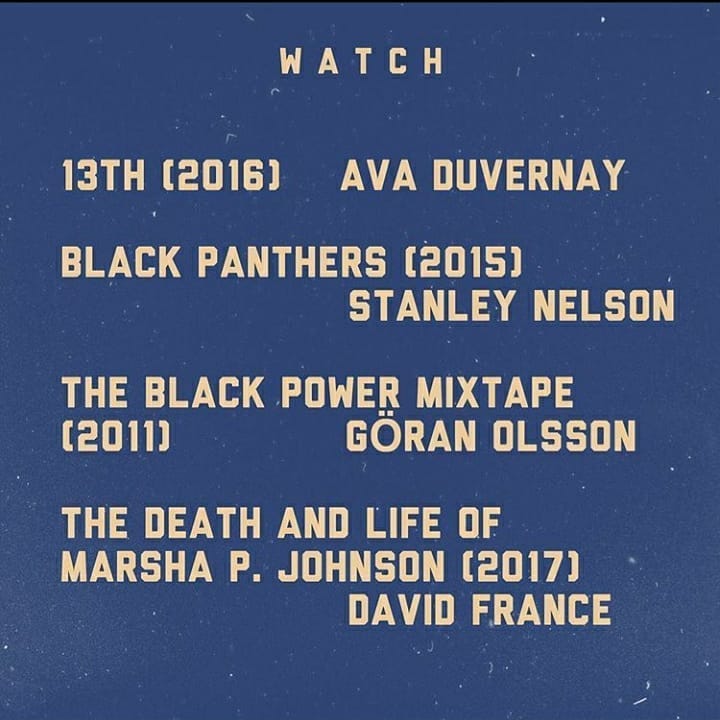 WATCH
13TH (2016) AVA DUVERNAY
BLACK PANTHERS (2015)
STANLEY NELSON
THE BLACK POWER MIXTAPE
(2011) GÖRAN OLSSON
THE DEATH AND LIFE OF
MARSHA P. JOHNSON (2017)
DAVID FRANCE